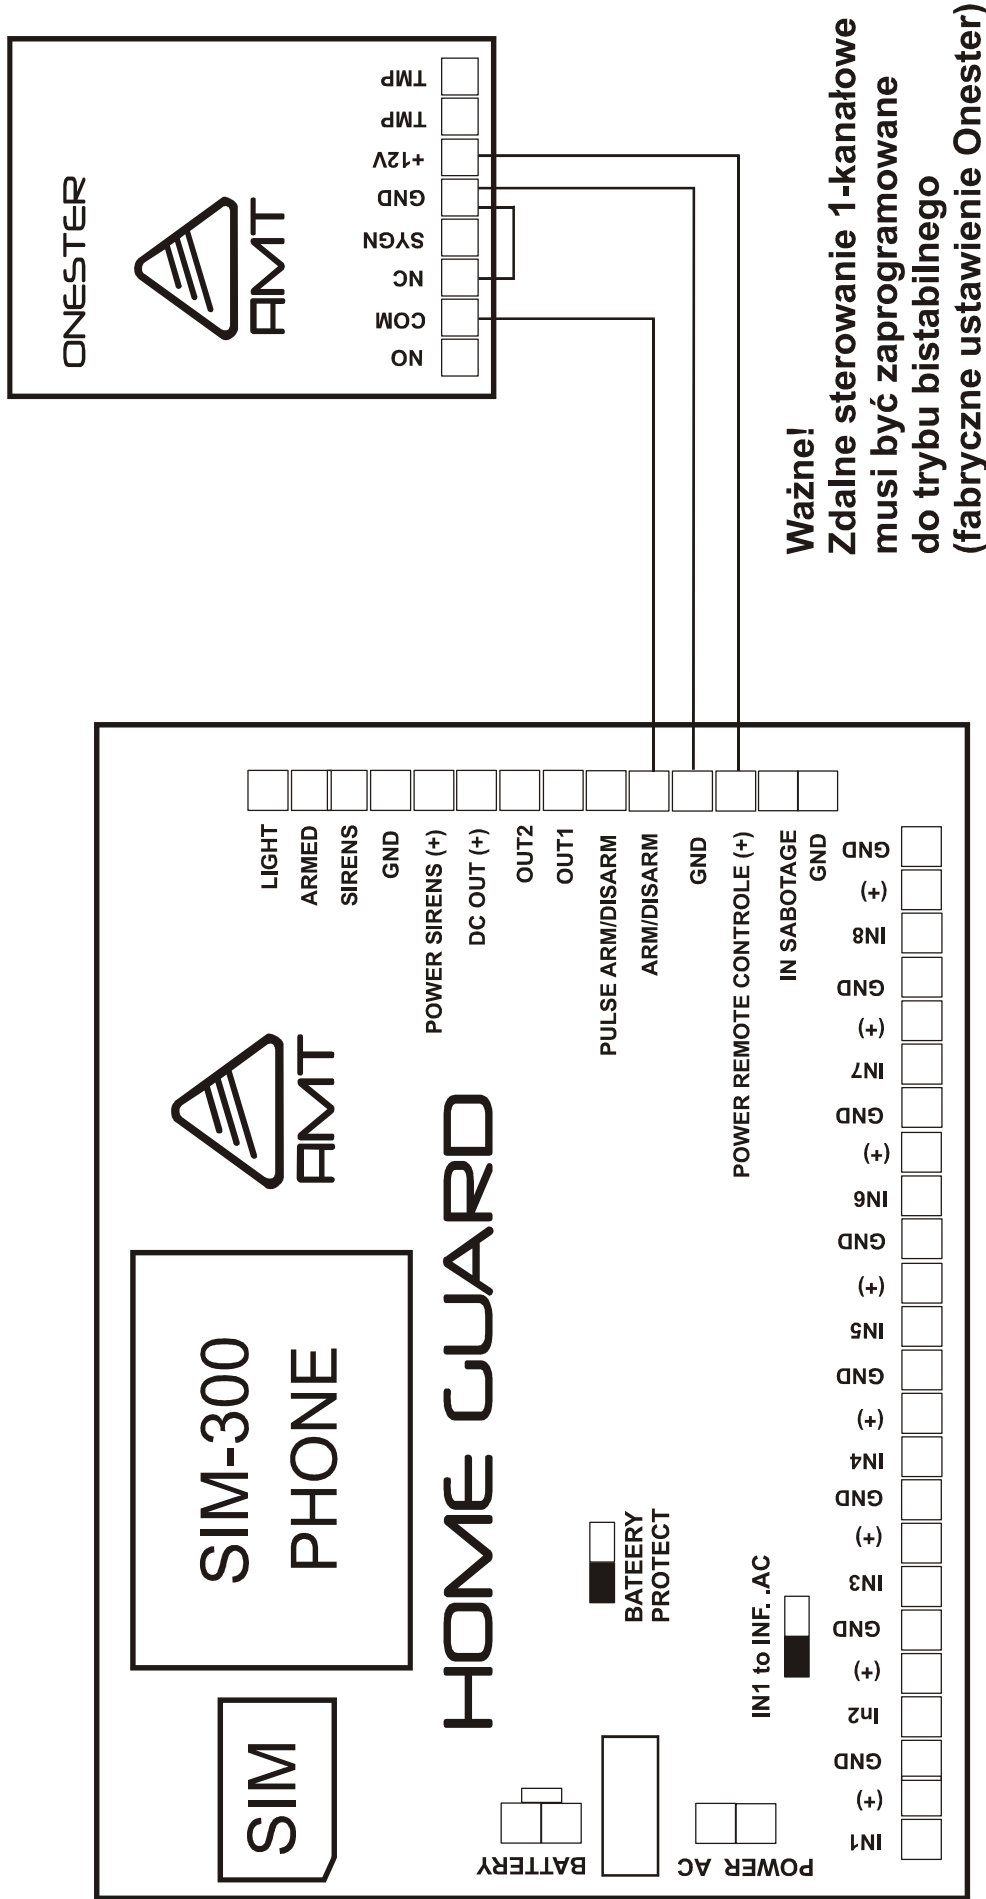 ONESTER
AMT
TMP
TMP
+12V
GND
SYGN
NC
COM
NO
Ważne!
Zdalne sterowanie 1-kanałowe
musi być zaprogramowane
do trybu bistabilnego
(fabryczne ustawienie Onester)
SIM
SIM-300
PHONE
AMT
HOME GUARD
LIGHT
ARMED
SIRENS
GND
POWER SIRENS (+)
DC OUT (+)
OUT2
OUT1
PULSE ARM/DISARM
ARM/DISARM
GND
POWER REMOTE CONTROLE (+)
IN SABOTAGE
GND
BATEERY
PROTECT
IN1 to INF. .AC
BATTERY
POWER AC
IN1
(+)
GND
In2
(+)
GND
IN3
(+)
GND
IN4
(+)
GND
IN5
(+)
GND
IN6
(+)
GND
IN7
(+)
GND
IN8
(+)
GND